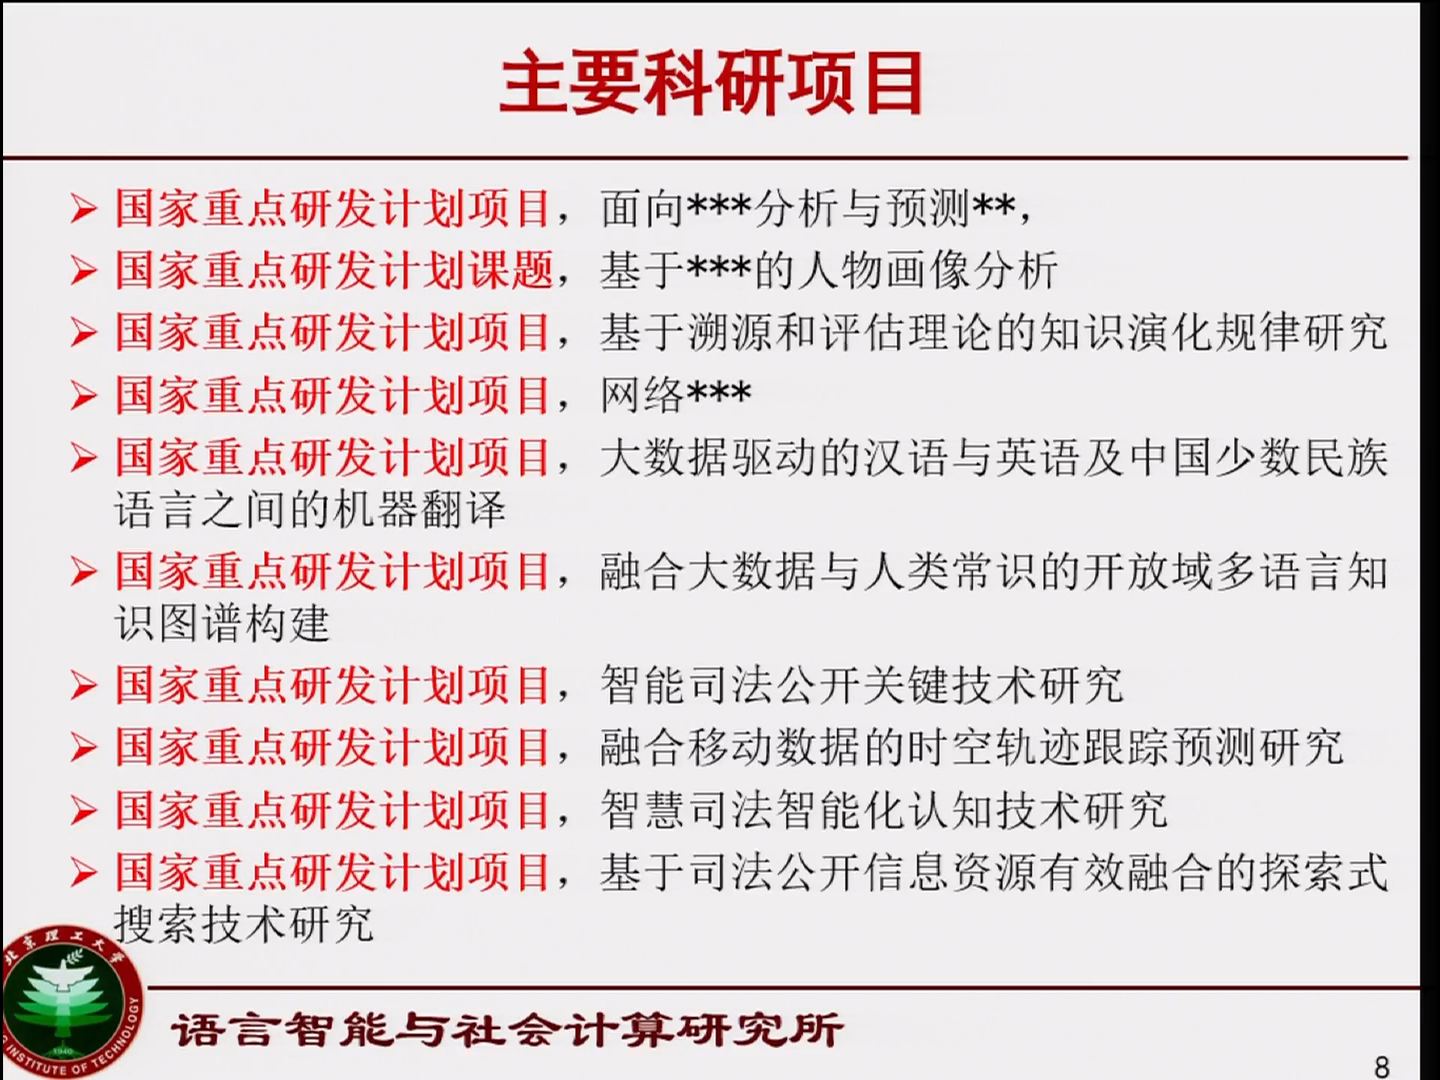 主要科研项目
国家重点研发计划项目，面向***分析与预测**，
国家重点研发计划课题，基于***的人物画像分析
国家重点研发计划项目，基于溯源和评估理论的知识演化规律研究
国家重点研发计划项目，网络***
国家重点研发计划项目，大数据驱动的汉语与英语及中国少数民族
语言之间的机器翻译
国家重点研发计划项目，融合大数据与人类常识的开放域多语言知
识图谱构建
国家重点研发计划项目，智能司法公开关键技术研究
国家重点研发计划项目，融合移动数据的时空轨迹跟踪预测研究
国家重点研发计划项目，智慧司法智能化认知技术研究
国家重点研发计划项目，基于司法公开信息资源有效融合的探索式
搜索技术研究
北京理工大学
INSTITUTE OF TECHNOLOGY
1940
语言智能与社会计算研究所
8